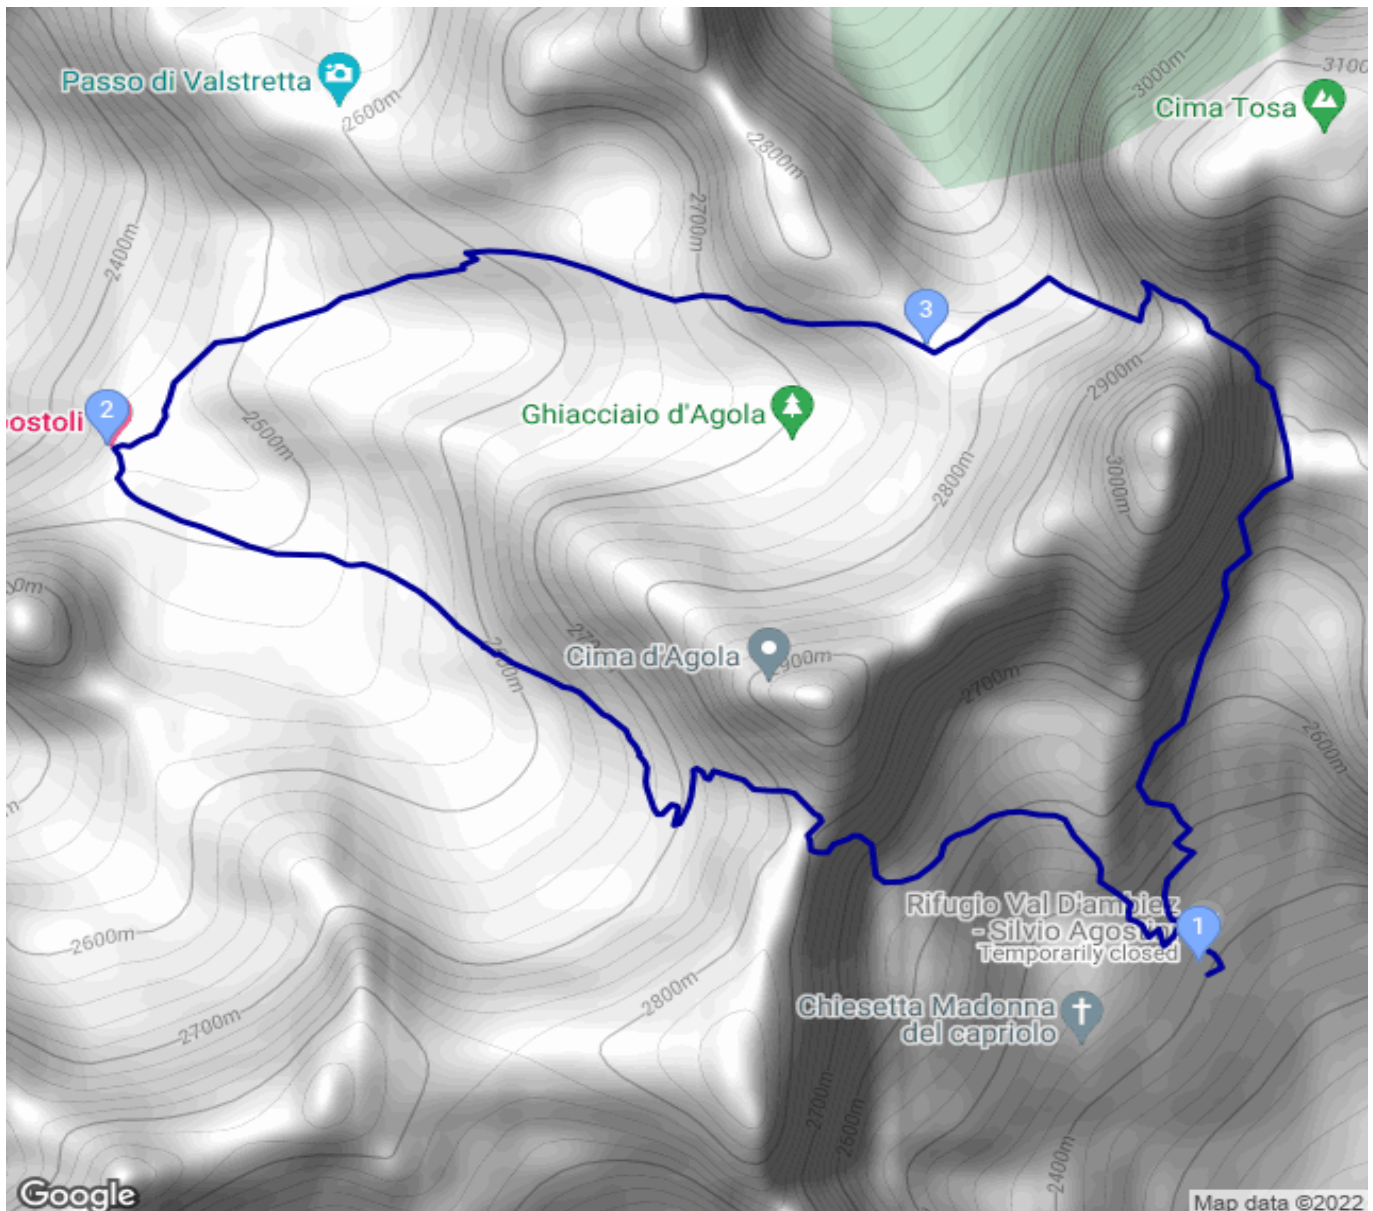 Passo di Valstretta
2600m
2800m
3000m
3100
Cima Tosa
2400m
2700m
3
2900m
2
ostoli
2500m
Ghiacciaio d'Agola
2800m
3000m
0m
Cima d'Agola
2900m
2700m
2600m
m
Rifugio Val D'ambiez
- Silvio Agostini
Temporarily closed
1
2600m
2800m
Chiesetta Madonna
del capriolo
2700m
2700m
2600m
2400m
Google
Map data ©2022